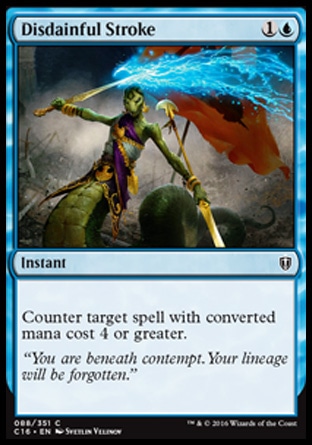 Disdainful Stroke 1
Instant
Counter target spell with converted
mana cost 4 or greater.
“You are beneath contempt. Your lineage
will be forgotten.”
088/351 C
C16 • EN Svetlin Velinov
™ & © 2016 Wizards of the Coast